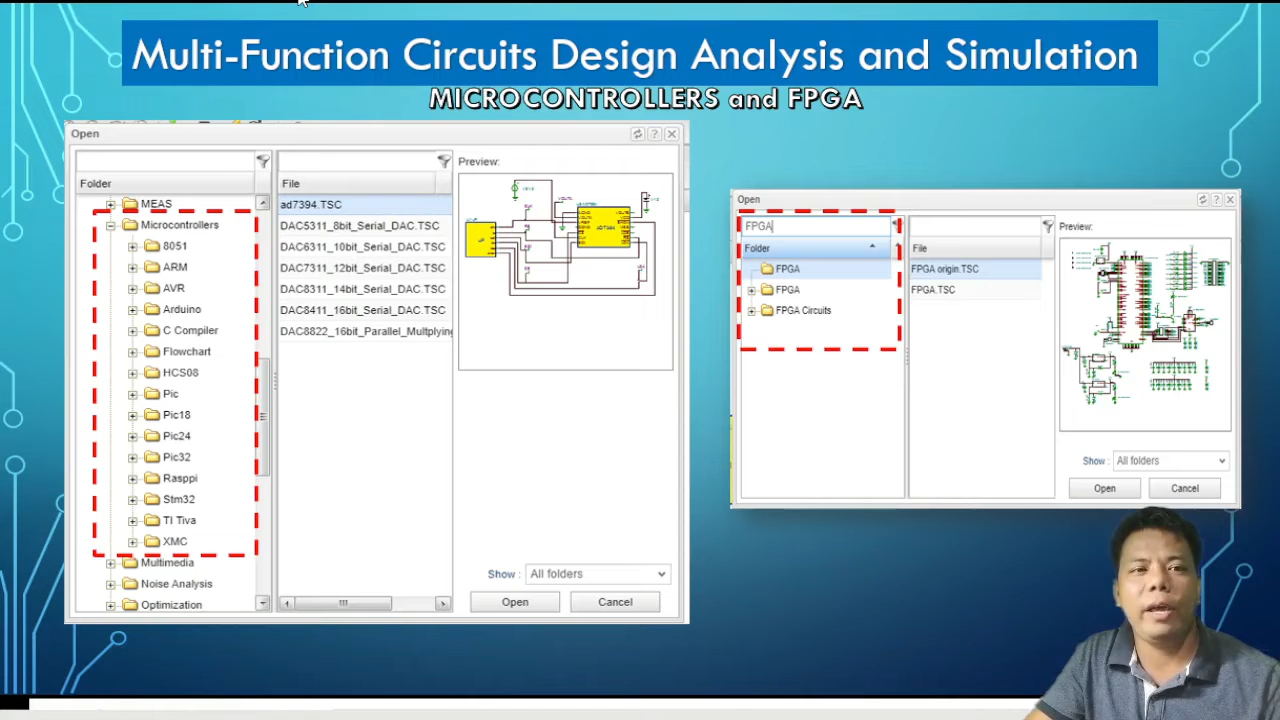 Multi-Function Circuits Design Analysis and Simulation
MICROCONTROLLERS and FPGA
Open
Folder
MEAS
Microcontrollers
8051
ARM
AVR
Arduino
C Compiler
Flowchart
HCS08
Pic
Pic18
Pic24
Pic32
Rasppi
Stm32
TI Tiva
XMC
Multimedia
Noise Analysis
Optimization
File
ad7394.TSC
DAC5311_8bit_Serial_DAC.TSC
DAC6311_10bit_Serial_DAC.TSC
DAC7311_12bit_Serial_DAC.TSC
DAC8311_14bit_Serial_DAC.TSC
DAC8411_16bit_Serial_DAC.TSC
DAC8822_16bit_Parallel_Multplying
Preview:
Show : All folders
Open Cancel
Open
FPGA
Folder
FPGA
FPGA
FPGA Circuits
File
FPGA origin.TSC
FPGA.TSC
Preview:
Show : All folders
Open Cancel